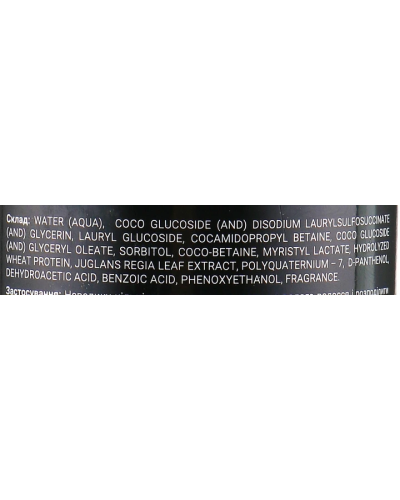 Склад: WATER (AQUA), COCO GLUCOSIDE (AND) DISODIUM LAURYLSULFOSUCCINATE
(AND) GLYCERIN, LAURYL GLUCOSIDE, COCAMIDOPROPYL BETAINE, COCO GLUCOSIDE
(AND) GLYCERYL OLEATE, SORBITOL, COCO-BETAINE, MYRISTYL LACTATE, HYDROLYZED
WHEAT PROTEIN, JUGLANS REGIA LEAF EXTRACT, POLYQUATERNIUM – 7, D-PANTHENOL,
DEHYDROACETIC ACID, BENZOIC ACID, PHENOXYETHANOL, FRAGRANCE.
Застосування: і розподілити